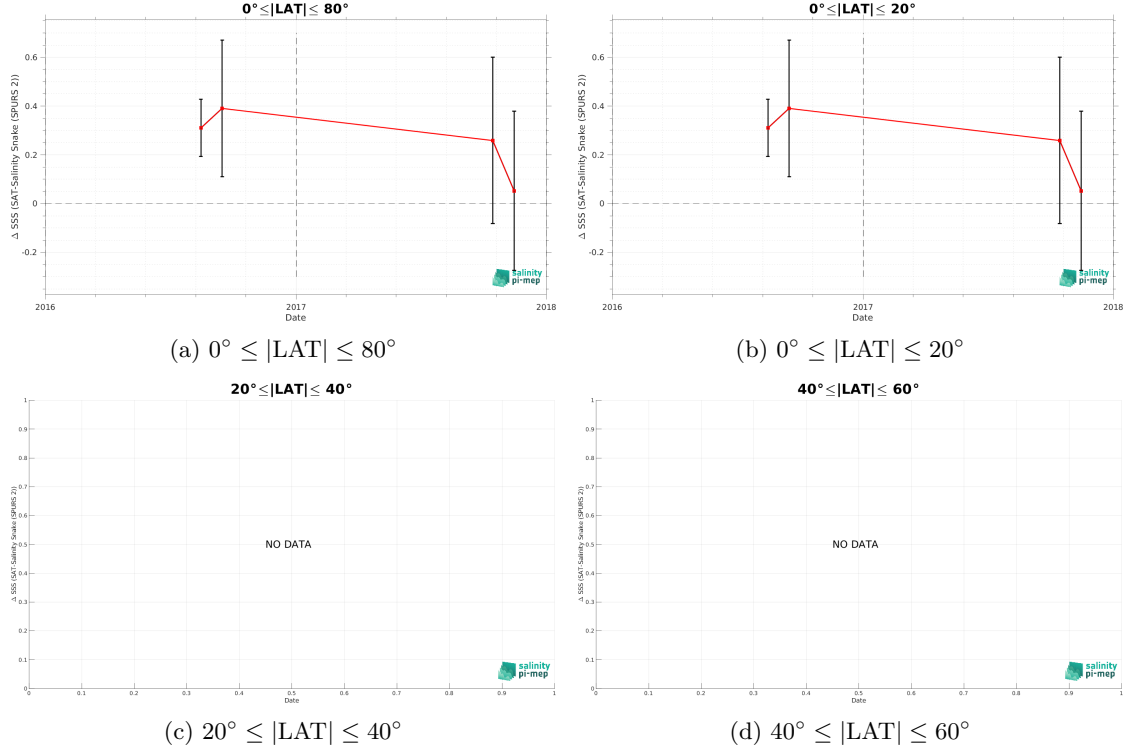 0°≤|LAT|≤ 80°
Δ SSS (SAT-Salinity Snake (SPURS 2))
0.6
0.4
0.2
0
-0.2
2016
2017
2018
Date
salinity
pi-mep
(a) 0° ≤ |LAT| ≤ 80°
0°≤|LAT|≤ 20°
Δ SSS (SAT-Salinity Snake (SPURS 2))
0.6
0.4
0.2
0
-0.2
2016
2017
2018
Date
salinity
pi-mep
(b) 0° ≤ |LAT| ≤ 20°
20°≤|LAT|≤ 40°
Δ SSS (SAT-Salinity Snake (SPURS 2))
1
0.9
0.8
0.7
0.6
0.5
0.4
0.3
0.2
0.1
0
NO DATA
0 0.1 0.2 0.3 0.4 0.5 0.6 0.7 0.8 0.9 1
Date
salinity
pi-mep
(c) 20° ≤ |LAT| ≤ 40°
40°≤|LAT|≤ 60°
Δ SSS (SAT-Salinity Snake (SPURS 2))
1
0.9
0.8
0.7
0.6
0.5
0.4
0.3
0.2
0.1
0
NO DATA
0 0.1 0.2 0.3 0.4 0.5 0.6 0.7 0.8 0.9 1
Date
salinity
pi-mep
(d) 40° ≤ |LAT| ≤ 60°